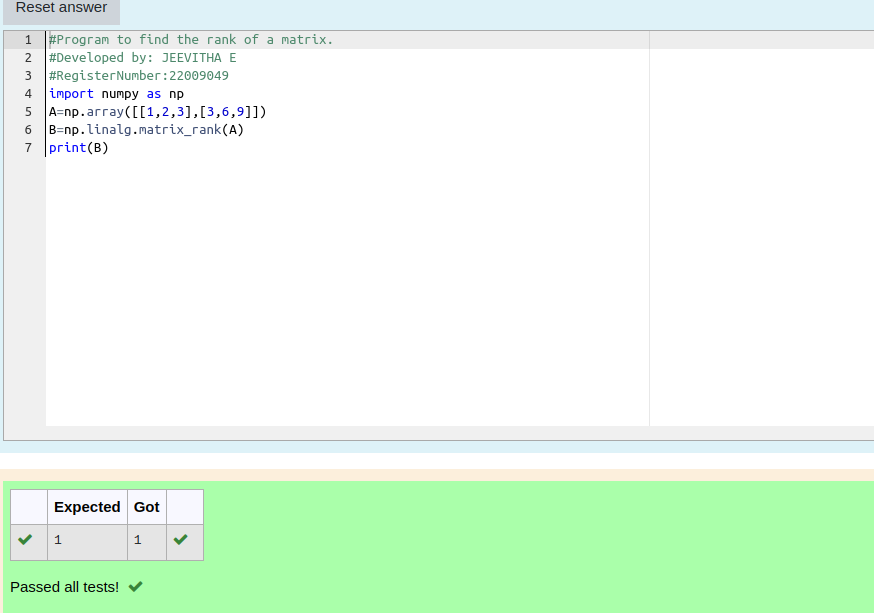 Reset answer
1 #Program to find the rank of a matrix.
2 #Developed by: JEEVITHA E
3 #RegisterNumber:22009049
4 import numpy as np
5 A=np.array([[1,2,3],[3,6,9]])
6 B=np.linalg.matrix_rank(A)
7 print(B)
Expected Got
1 1
Passed all tests!